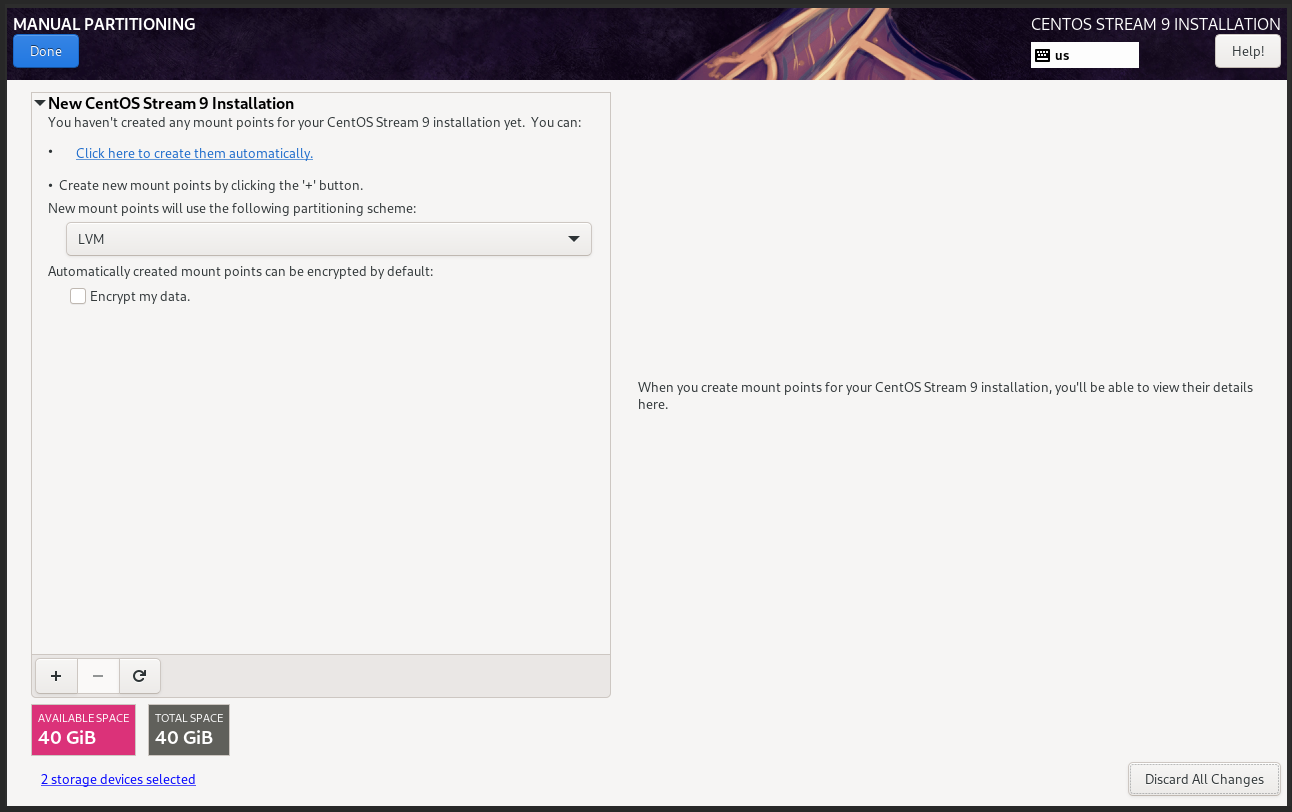 MANUAL PARTITIONING
CENTOS STREAM 9 INSTALLATION
Done
us
Help!
New CentOS Stream 9 Installation
You haven't created any mount points for your CentOS Stream 9 installation yet.  You can:
• Click here to create them automatically.
• Create new mount points by clicking the '+' button.
New mount points will use the following partitioning scheme:
LVM
Automatically created mount points can be encrypted by default:
Encrypt my data.
When you create mount points for your CentOS Stream 9 installation, you'll be able to view their details
here.
AVAILABLE SPACE
40 GiB
TOTAL SPACE
40 GiB
2 storage devices selected
Discard All Changes